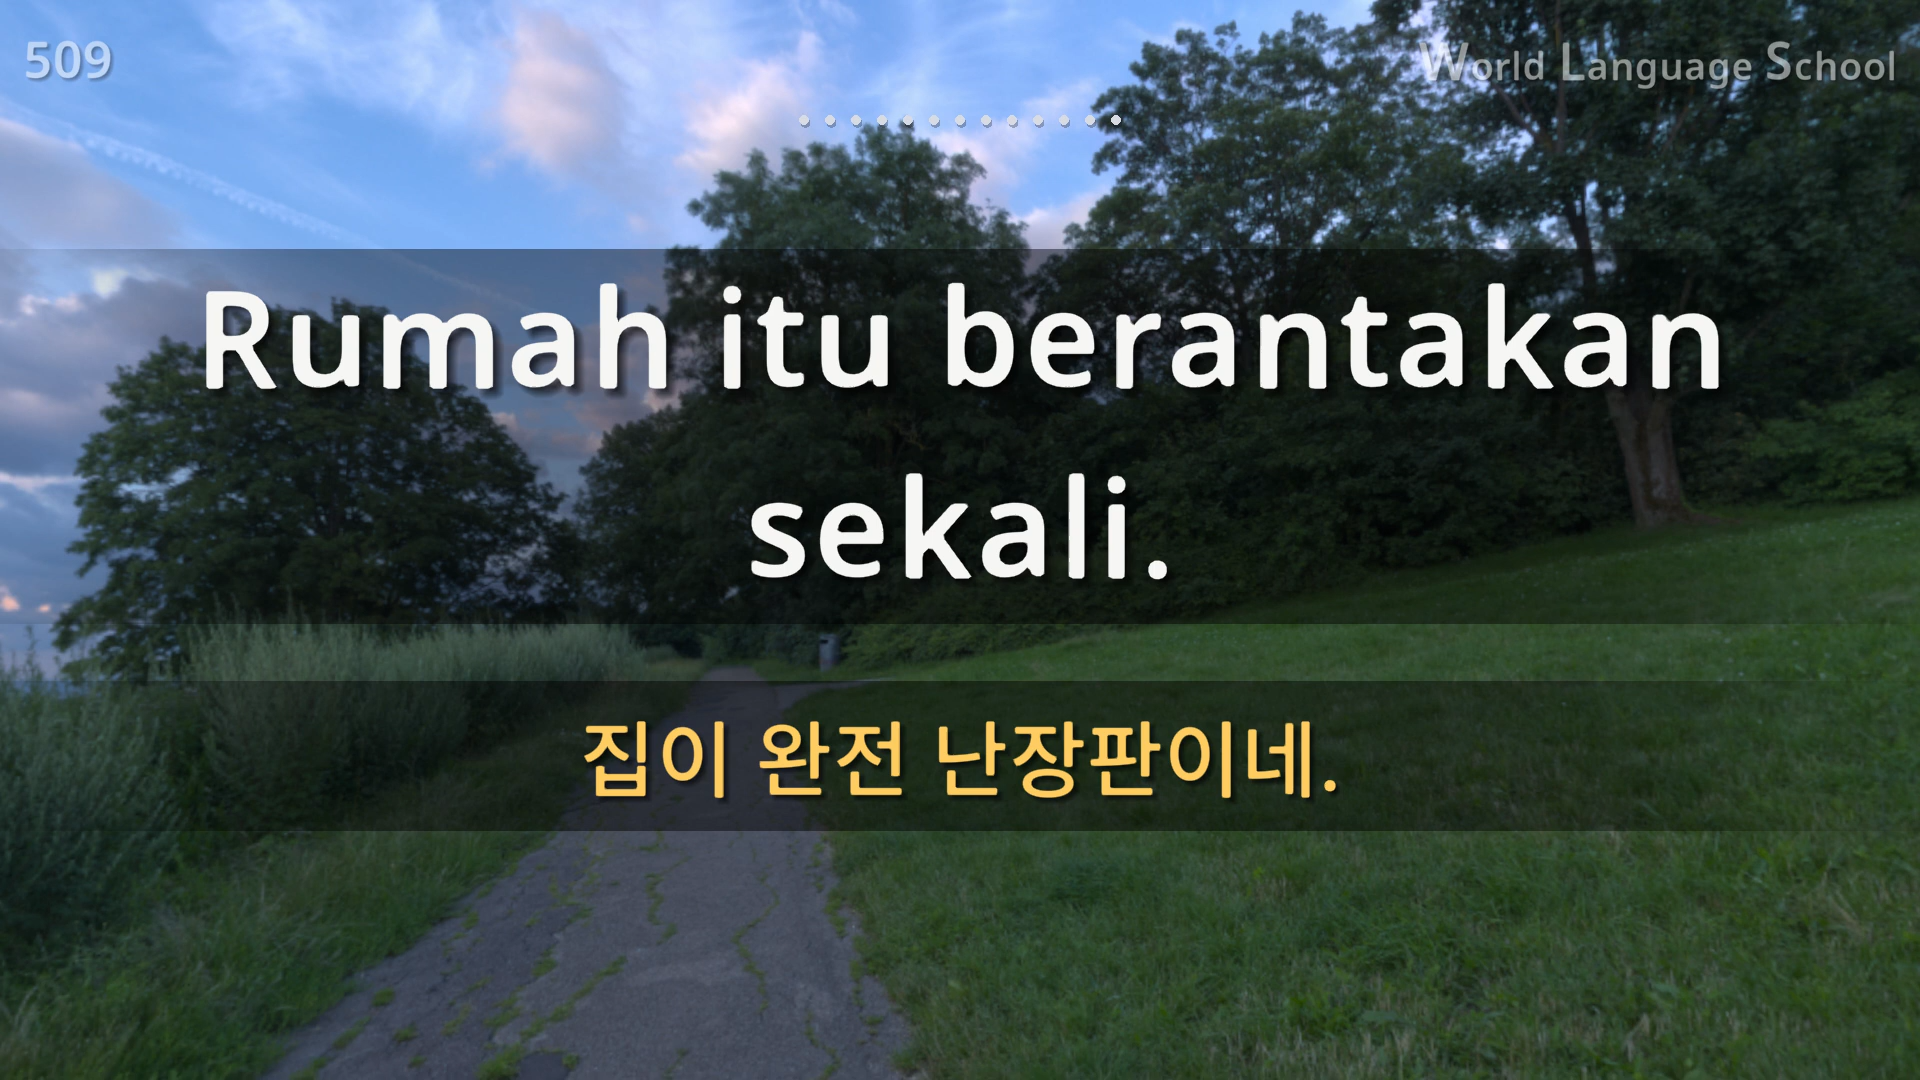 509
World Language School
Rumah itu berantakan
sekali.
집이 완전 난장판이네.